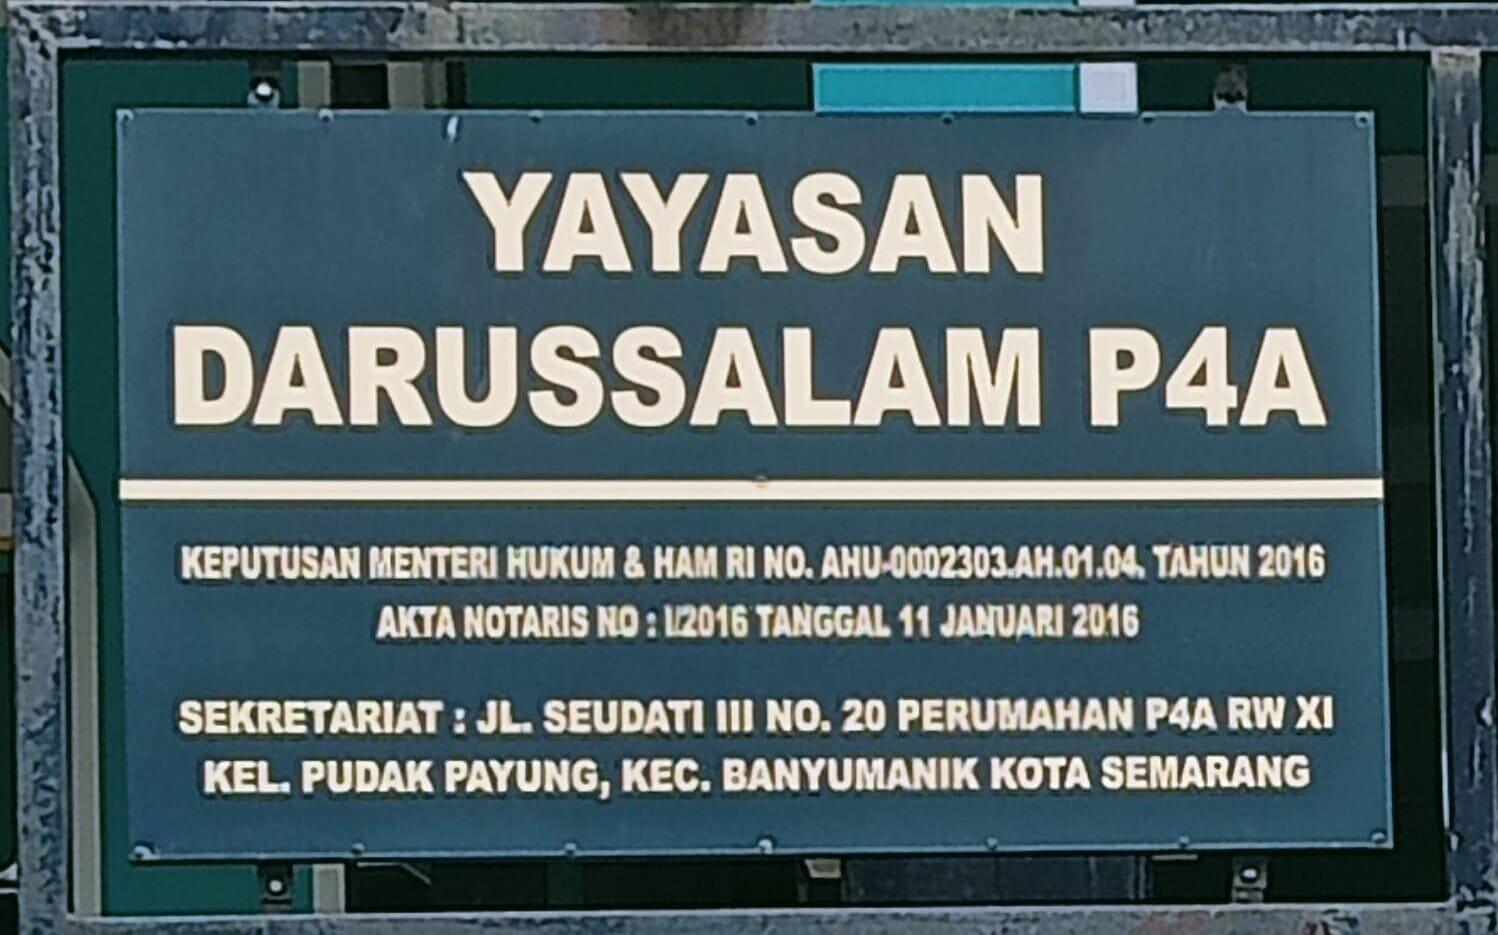 YAYASAN
DARUSSALAM P4A
KEPUTUSAN MENTERI HUKUM & HAM RI NO. AHU-0002303.AH.01.04. TAHUN 2016
AKTA NOTARIS NO : I/2016 TANGGAL 11 JANUARI 2016
SEKRETARIAT : JL. SEUDATI III NO. 20 PERUMAHAN P4A RW XI
KEL. PUDAK PAYUNG, KEC. BANYUMANIK KOTA SEMARANG